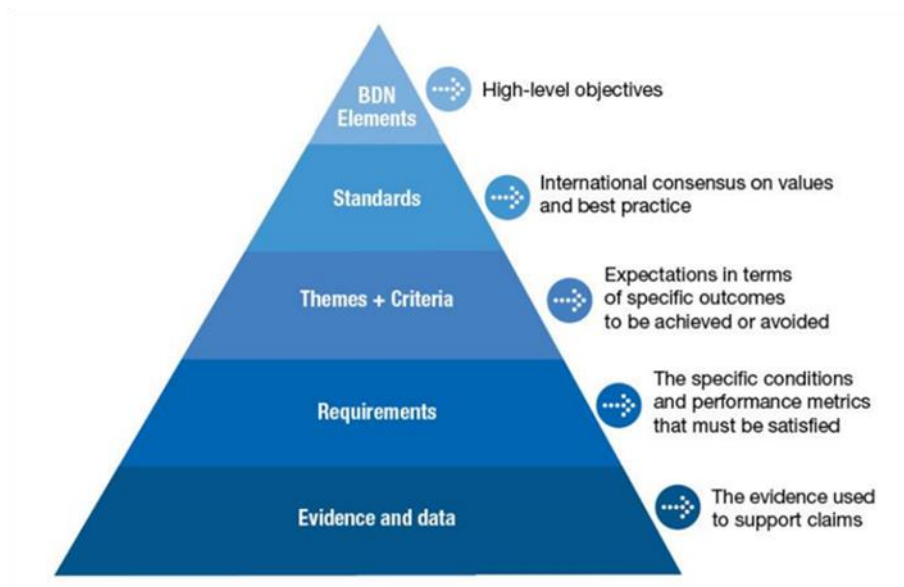 BDN
Elements
High-level objectives
Standards
International consensus on values
and best practice
Themes + Criteria
Expectations in terms
of specific outcomes
to be achieved or avoided
Requirements
The specific conditions
and performance metrics
that must be satisfied
Evidence and data
The evidence used
to support claims